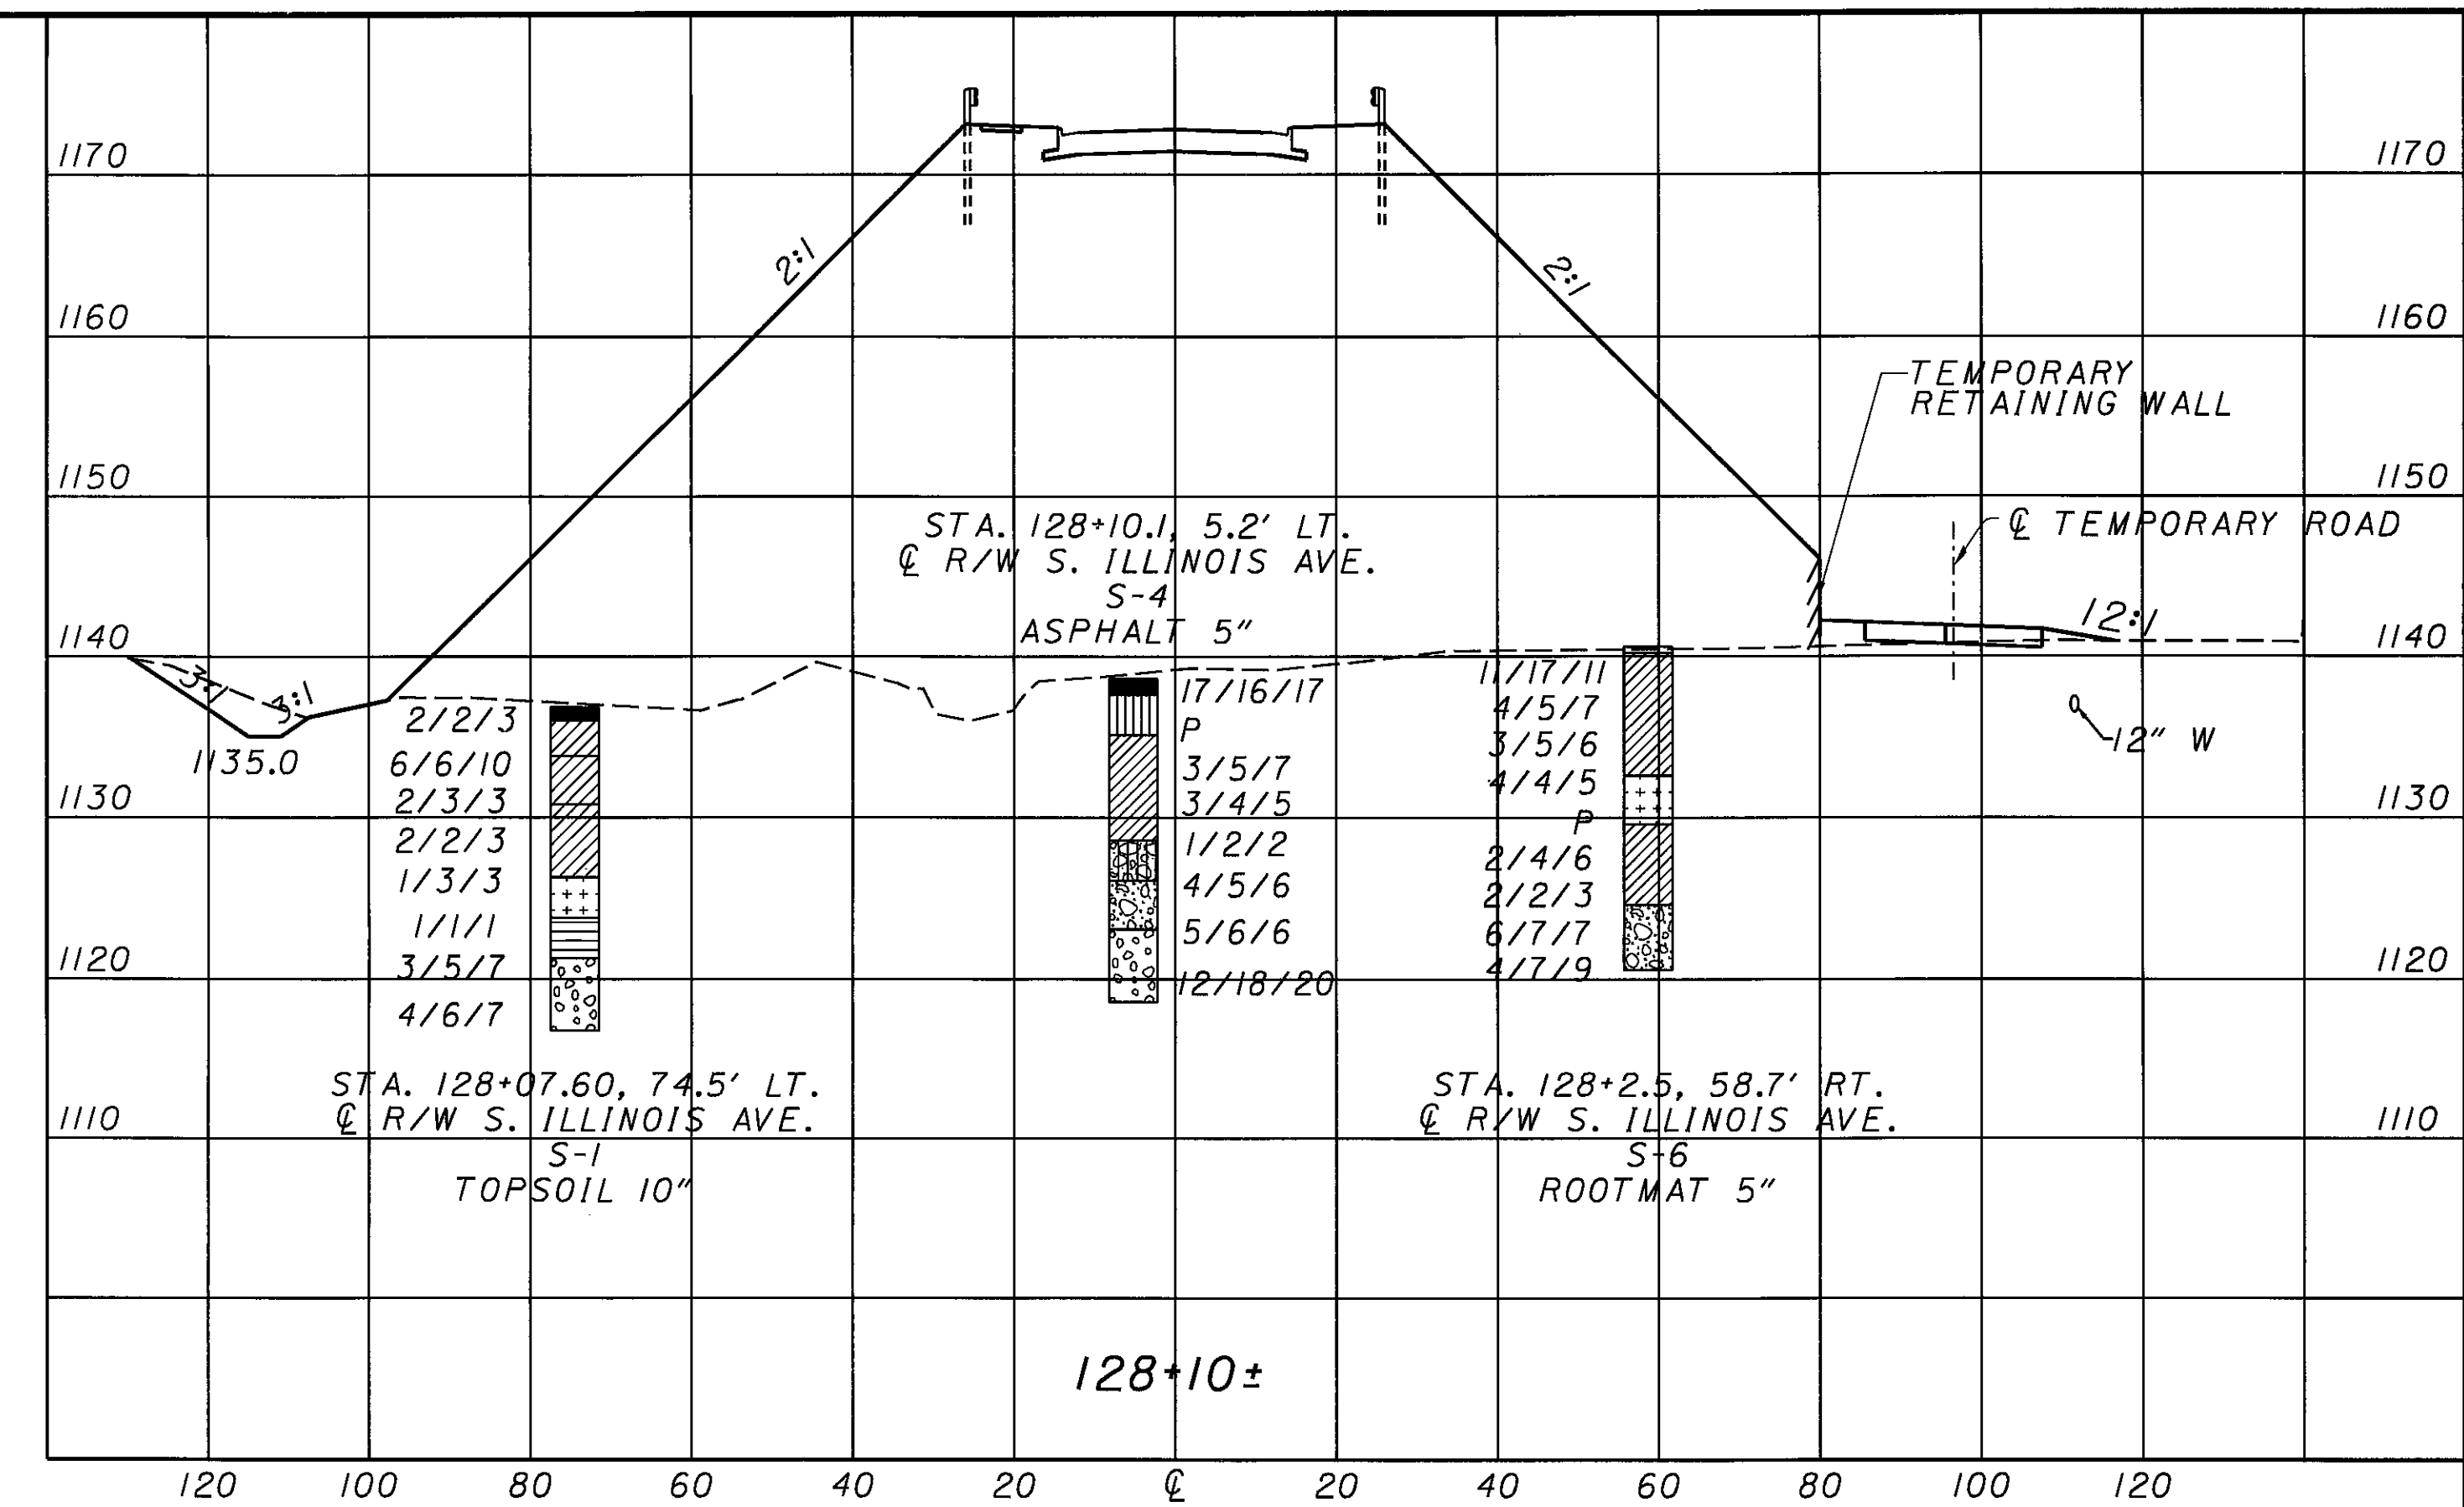 1170 1170
2:1 2:1
1160 1160
TEMPORARY
RETAINING WALL
1150 1150
STA. 128+10.1, 5.2' LT.
℄ R/W S. ILLINOIS AVE.
S-4
ASPHALT 5"
℄ TEMPORARY ROAD
12:1
1140 1140
3:1 3:1
1135.0
12" W
2/2/3
6/6/10
2/3/3
2/2/3
1/3/3
1/1/1
3/5/7
4/6/7
17/16/17
P
3/5/7
3/4/5
1/2/2
4/5/6
5/6/6
12/18/20
11/17/11
4/5/7
3/5/6
4/4/5
P
2/4/6
2/2/3
6/7/7
4/7/9
1130 1130
1120 1120
STA. 128+07.60, 74.5' LT.
℄ R/W S. ILLINOIS AVE.
S-1
TOPSOIL 10"
STA. 128+2.5, 58.7' RT.
℄ R/W S. ILLINOIS AVE.
S-6
ROOTMAT 5"
1110 1110
128+10±
120 100 80 60 40 20 ℄ 20 40 60 80 100 120